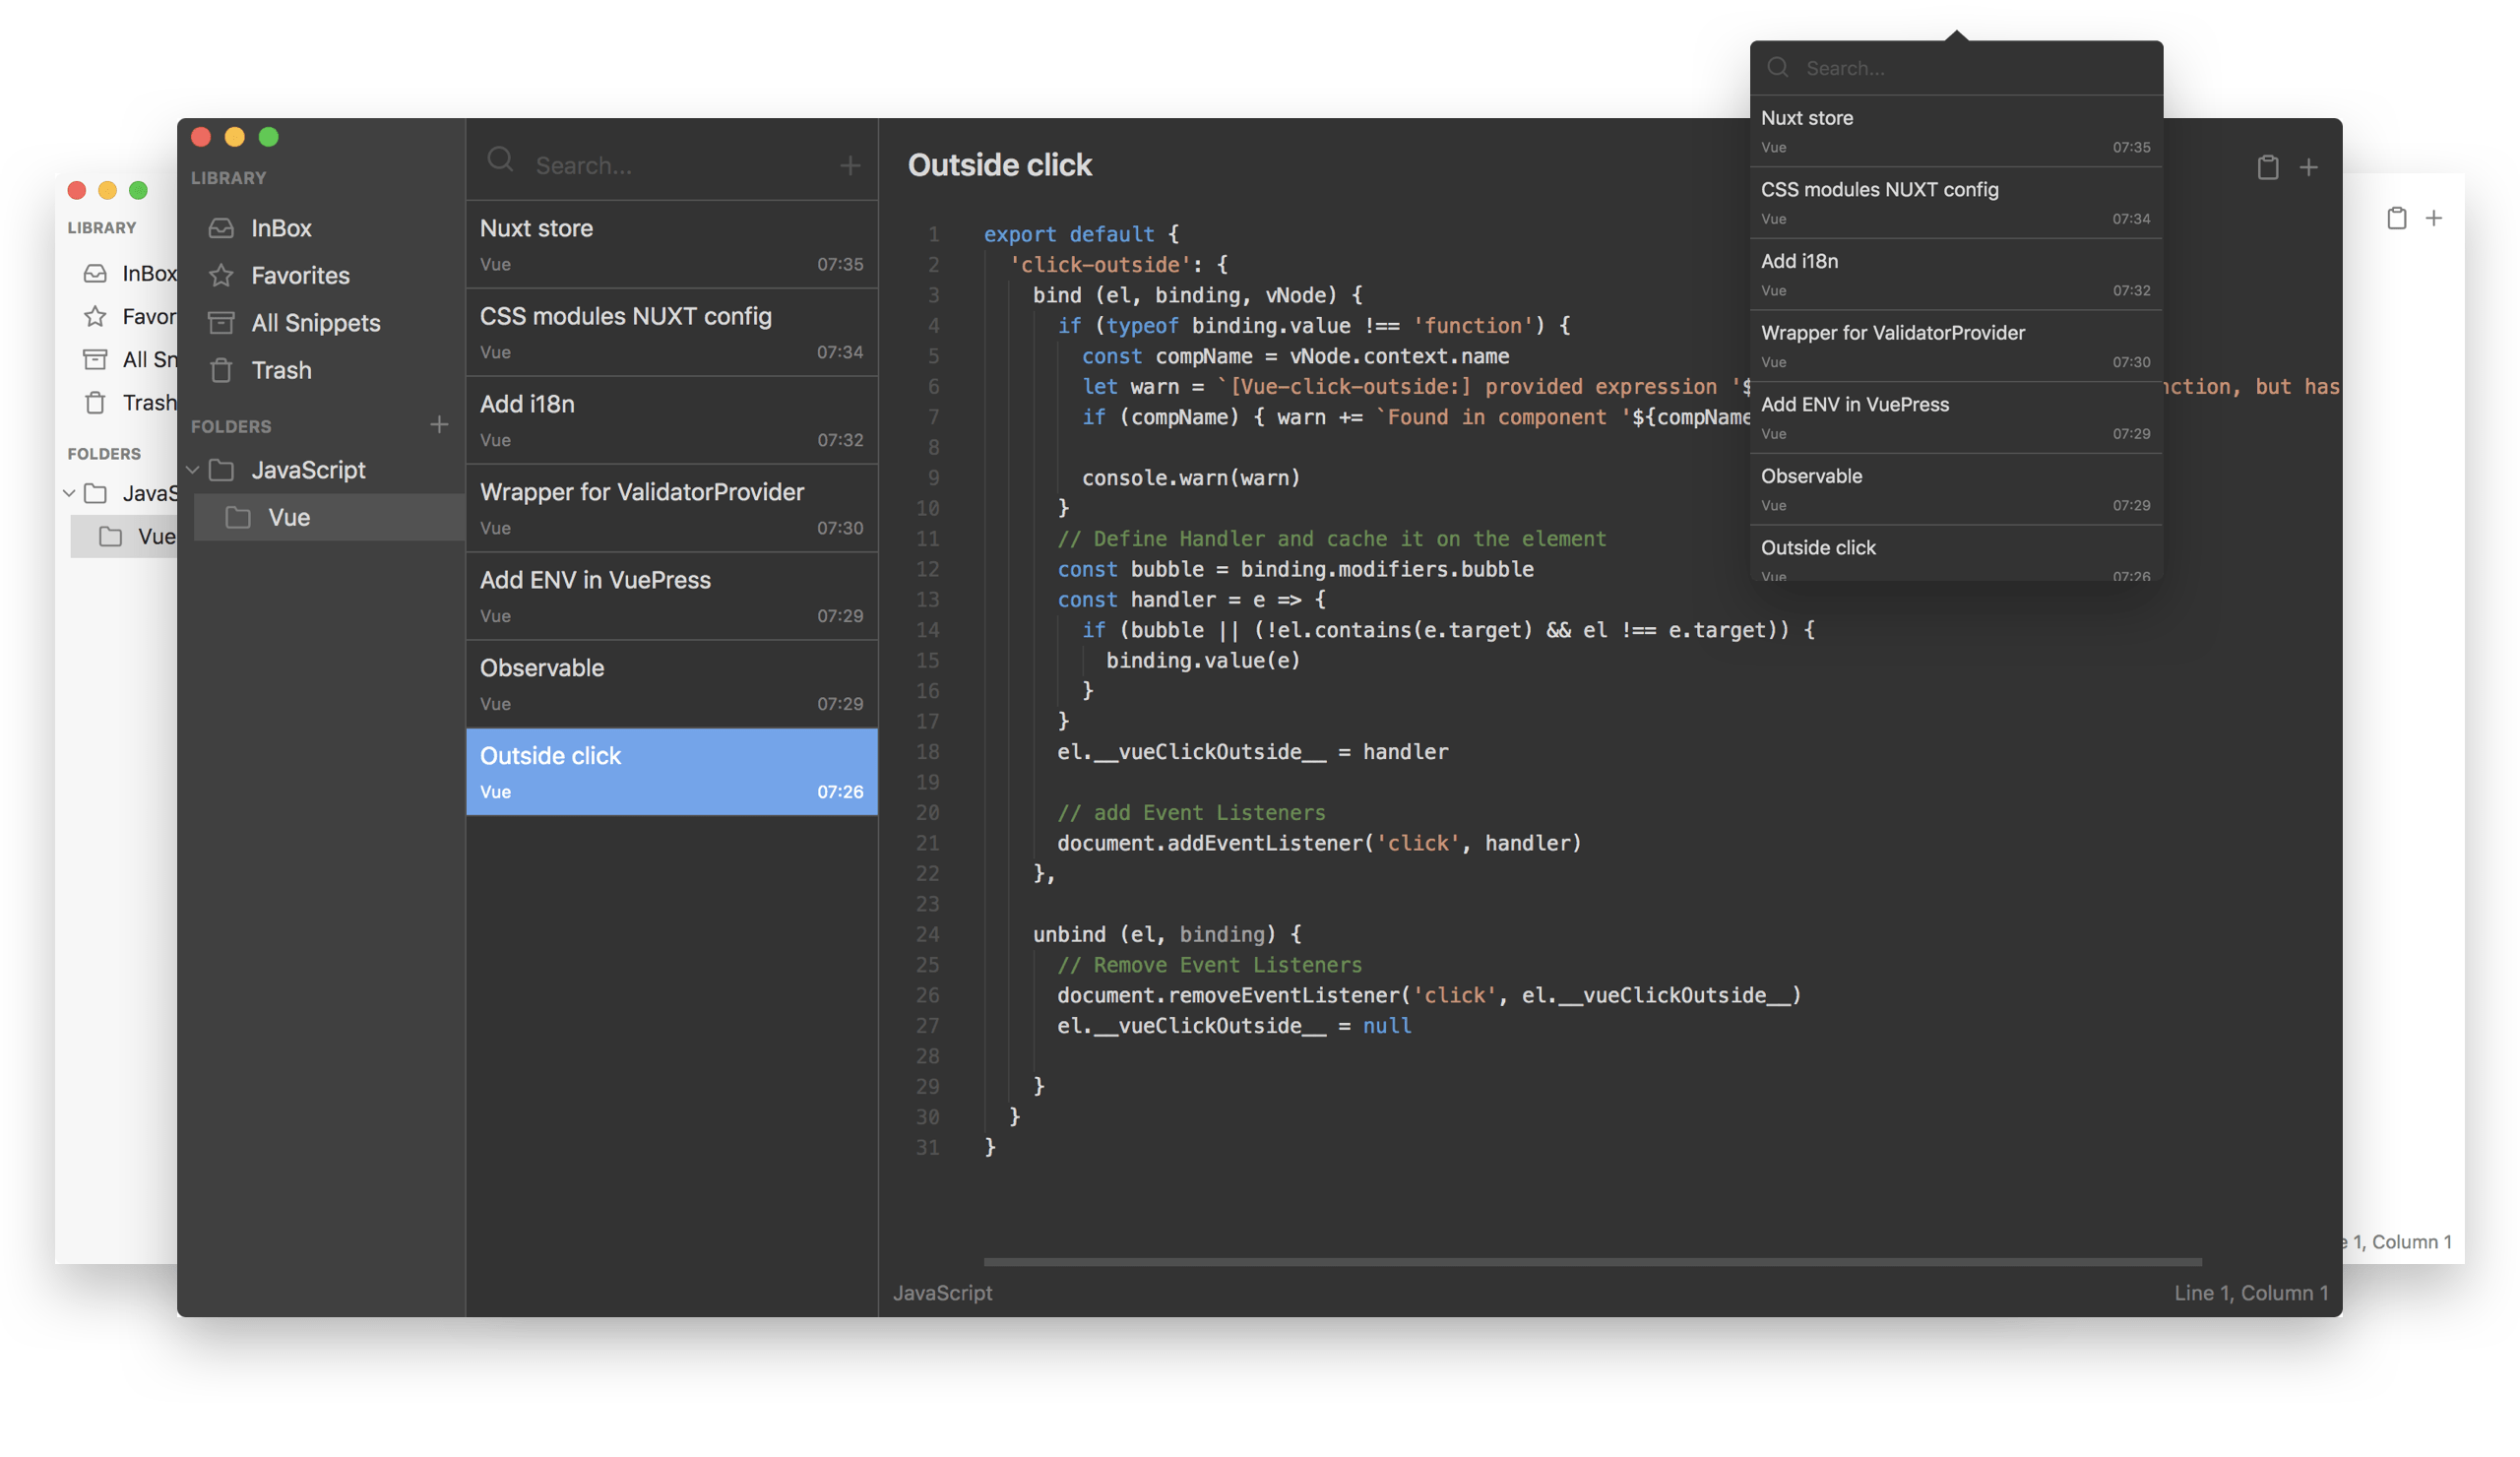 LIBRARY
InBox
Favor
All Sn
Trash
FOLDERS
JavaS
Vue
LIBRARY
InBox
Favorites
All Snippets
Trash
FOLDERS
JavaScript
Vue
Search...
Nuxt store
Vue 07:35
CSS modules NUXT config
Vue 07:34
Add i18n
Vue 07:32
Wrapper for ValidatorProvider
Vue 07:30
Add ENV in VuePress
Vue 07:29
Observable
Vue 07:29
Outside click
Vue 07:26
Outside click
1 export default {
2 'click-outside': {
3 bind (el, binding, vNode) {
4 if (typeof binding.value !== 'function') {
5 const compName = vNode.context.name
6 let warn = `[Vue-click-outside:] provided expression '$ nction, but has
7 if (compName) { warn += `Found in component '${compName
8
9 console.warn(warn)
10 }
11 // Define Handler and cache it on the element
12 const bubble = binding.modifiers.bubble
13 const handler = e => {
14 if (bubble || (!el.contains(e.target) && el !== e.target)) {
15 binding.value(e)
16 }
17 }
18 el.__vueClickOutside__ = handler
19
20 // add Event Listeners
21 document.addEventListener('click', handler)
22 },
23
24 unbind (el, binding) {
25 // Remove Event Listeners
26 document.removeEventListener('click', el.__vueClickOutside__)
27 el.__vueClickOutside__ = null
28
29 }
30 }
31 }
JavaScript
Line 1, Column 1
Search...
Nuxt store
Vue 07:35
CSS modules NUXT config
Vue 07:34
Add i18n
Vue 07:32
Wrapper for ValidatorProvider
Vue 07:30
Add ENV in VuePress
Vue 07:29
Observable
Vue 07:29
Outside click
Vue 07:26
e 1, Column 1